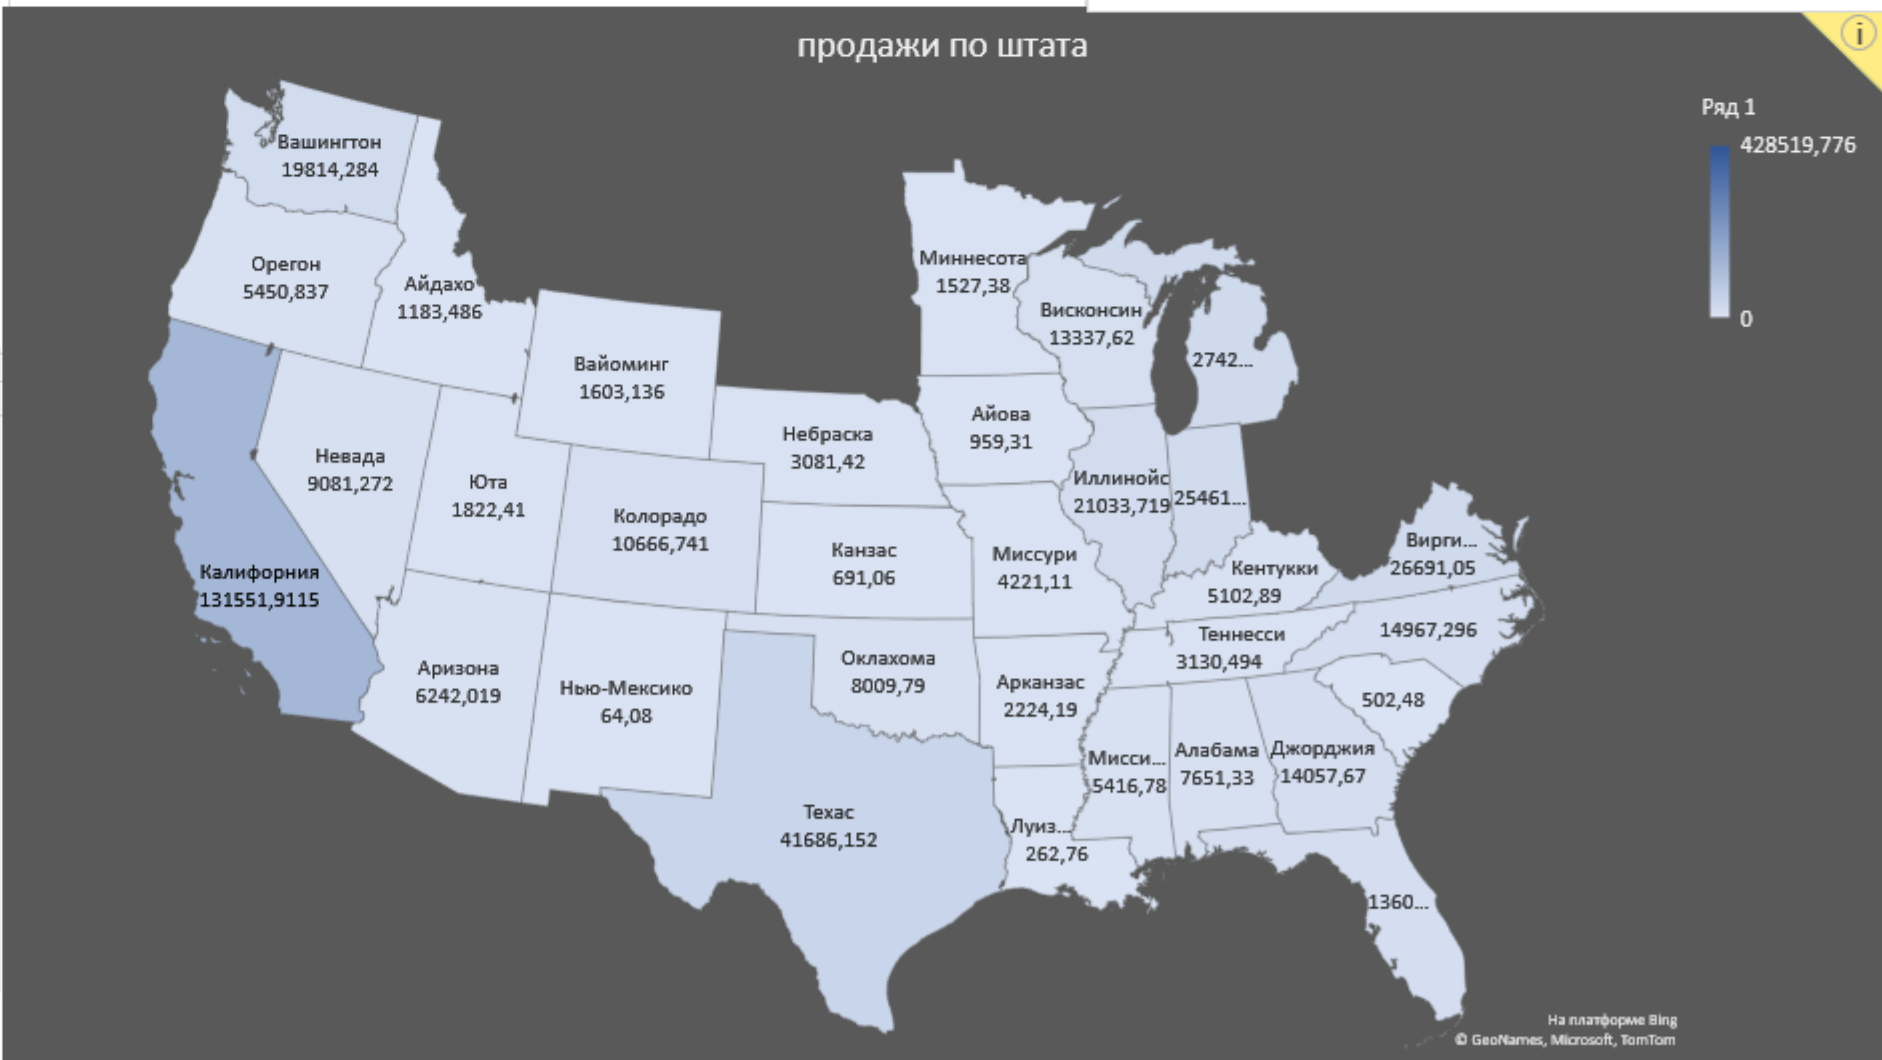 продажи по штата
i
Ряд 1
428519,776
0
Вашингтон
19814,284
Орегон
5450,837
Айдахо
1183,486
Миннесота
1527,38
Висконсин
13337,62
2742...
Вайоминг
1603,136
Айова
959,31
Небраска
3081,42
Невада
9081,272
Юта
1822,41
Иллинойс
21033,719
25461...
Колорадо
10666,741
Канзас
691,06
Миссури
4221,11
Вирги...
26691,05
Кентукки
5102,89
Калифорния
131551,9115
14967,296
Теннесси
3130,494
Аризона
6242,019
Нью-Мексико
64,08
Оклахома
8009,79
Арканзас
2224,19
502,48
Мисси...
5416,78
Алабама
7651,33
Джорджия
14057,67
Техас
41686,152
Луиз...
262,76
1360...
На платформе Bing
© GeoNames, Microsoft, TomTom